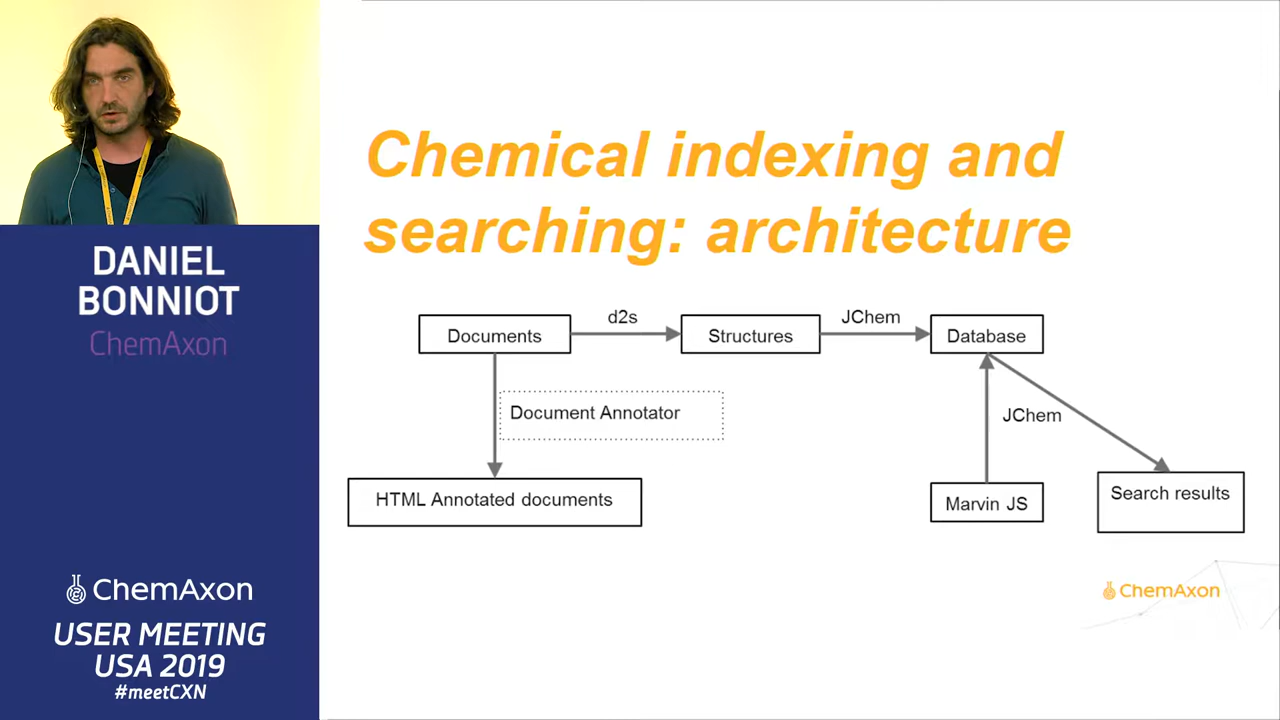 DANIEL
BONNIOT
ChemAxon
ChemAxon
USER MEETING
USA 2019
#meetCXN
Chemical indexing and
searching: architecture
Documents
d2s
Structures
JChem
Database
Document Annotator
JChem
HTML Annotated documents
Marvin JS
Search results
ChemAxon